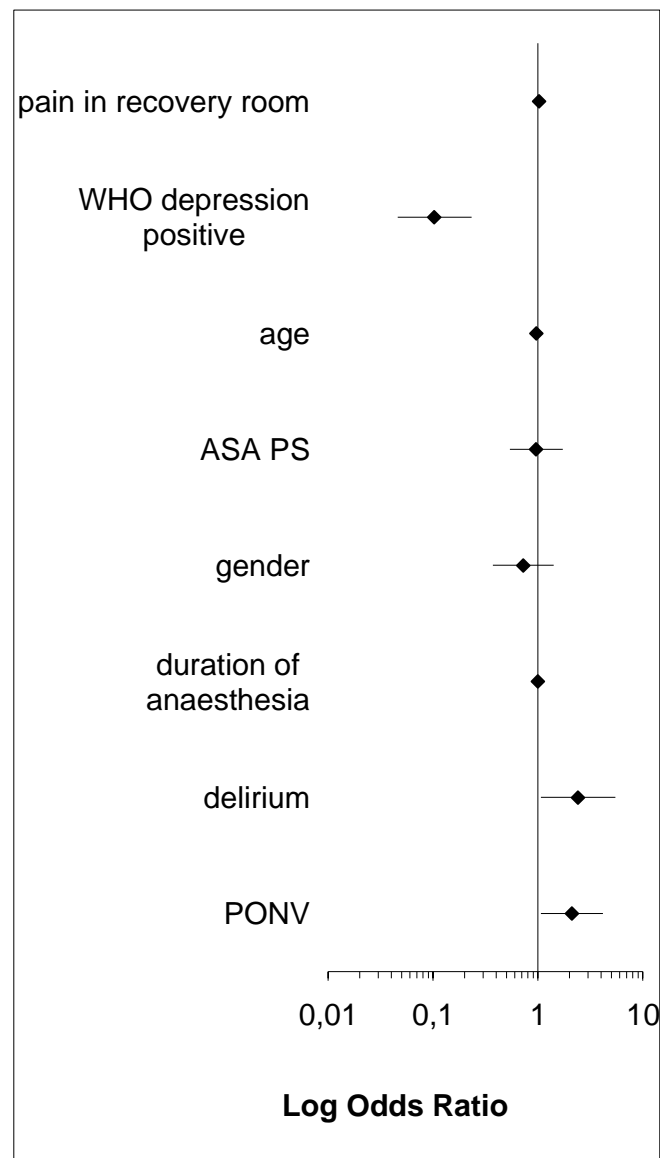 pain in recovery room
WHO depression
positive
age
ASA PS
gender
duration of
anaesthesia
delirium
PONV
0,01 0,1 1 10
Log Odds Ratio